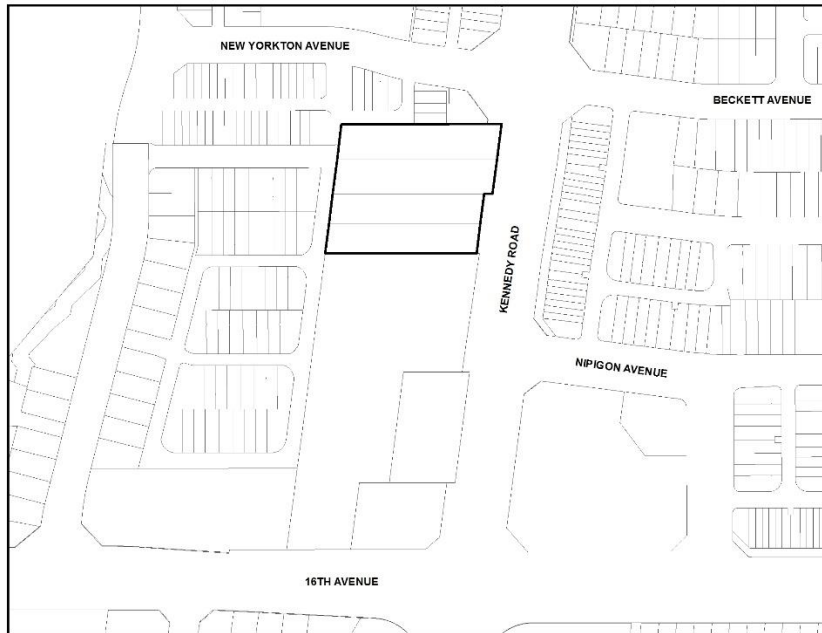 NEW YORKTON AVENUE
BECKETT AVENUE
KENNEDY ROAD
NIPIGON AVENUE
16TH AVENUE